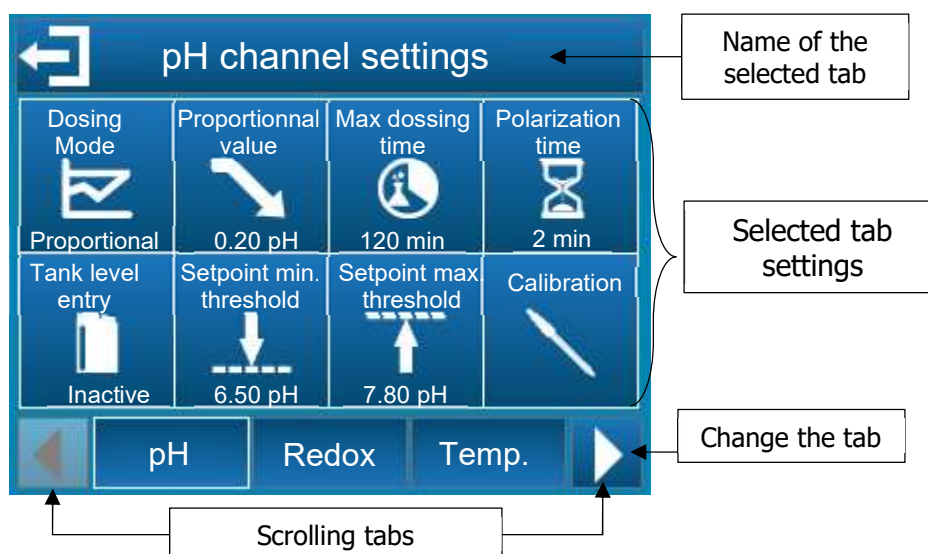 pH channel settings
Name of the
selected tab
Dosing
Mode
Proportional
Proportionnal
value
0.20 pH
Max dossing
time
120 min
Polarization
time
2 min
Tank level
entry
Inactive
Setpoint min.
threshold
6.50 pH
Setpoint max.
threshold
7.80 pH
Calibration
Selected tab
settings
pH
Redox
Temp.
Change the tab
Scrolling tabs